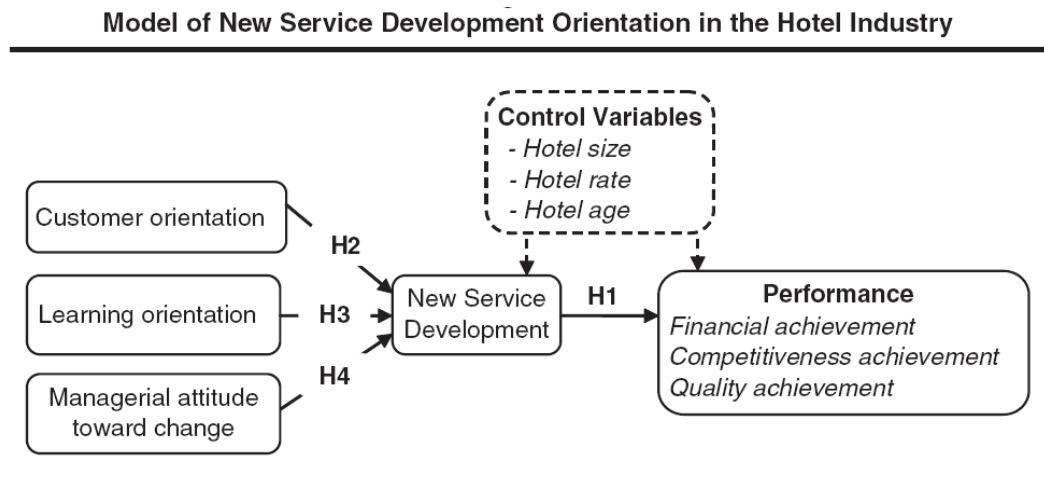 Model of New Service Development Orientation in the Hotel Industry
Control Variables
- Hotel size
- Hotel rate
- Hotel age
Customer orientation
H2
Learning orientation
H3
H4
Managerial attitude
toward change
New Service
Development
H1
Performance
Financial achievement
Competitiveness achievement
Quality achievement